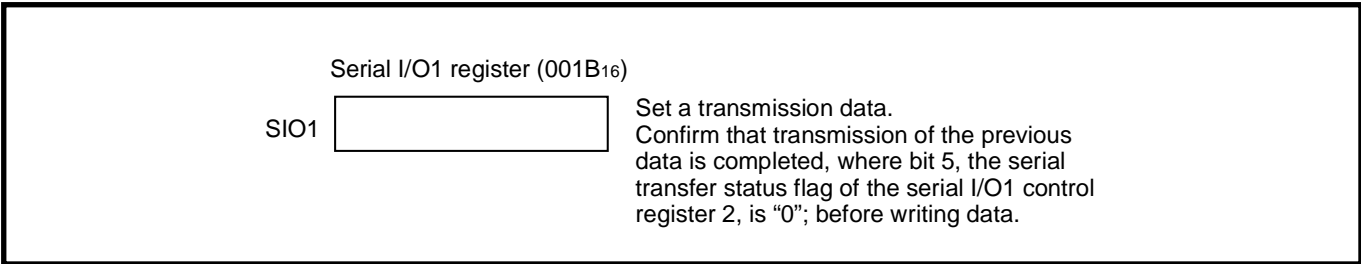 Serial I/O1 register (001B16)
SIO1
Set a transmission data.
Confirm that transmission of the previous
data is completed, where bit 5, the serial
transfer status flag of the serial I/O1 control
register 2, is “0”; before writing data.